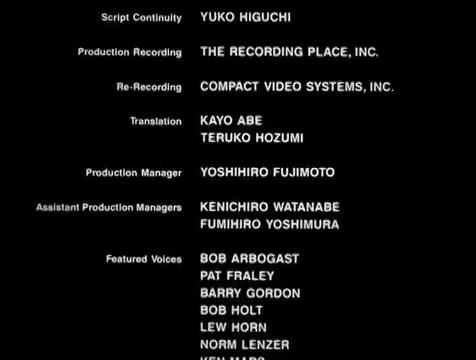 Script Continuity YUKO HIGUCHI
Production Recording THE RECORDING PLACE, INC.
Re-Recording COMPACT VIDEO SYSTEMS, INC.
Translation KAYO ABE
TERUKO HOZUMI
Production Manager YOSHIHIRO FUJIMOTO
Assistant Production Managers KENICHIRO WATANABE
FUMIHIRO YOSHIMURA
Featured Voices BOB ARBOGAST
PAT FRALEY
BARRY GORDON
BOB HOLT
LEW HORN
NORM LENZER
KEN MARS